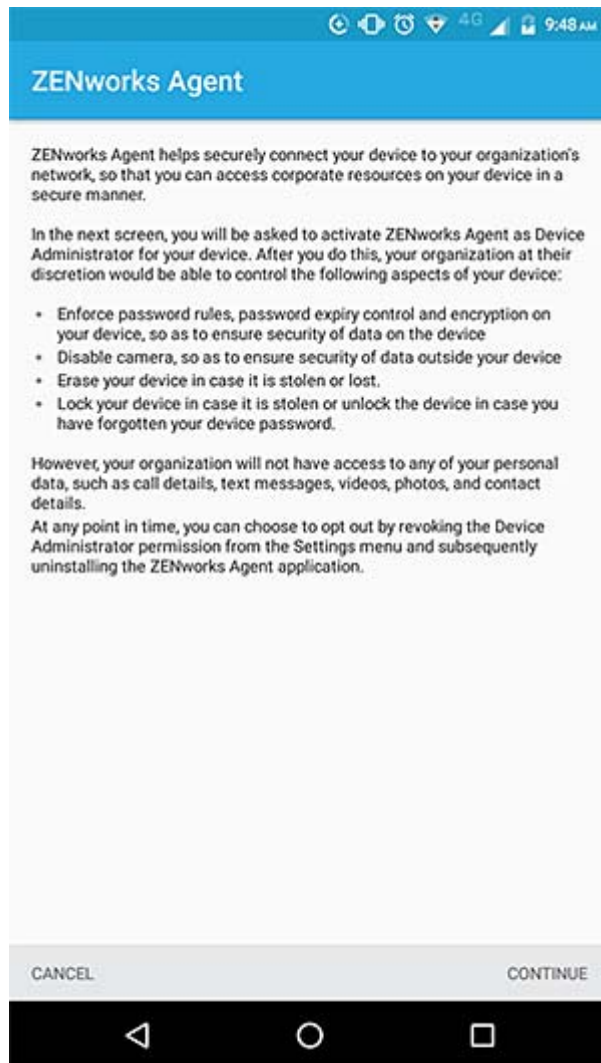 4G 9:48 AM
ZENworks Agent
ZENworks Agent helps securely connect your device to your organization's
network, so that you can access corporate resources on your device in a
secure manner.
In the next screen, you will be asked to activate ZENworks Agent as Device
Administrator for your device. After you do this, your organization at their
discretion would be able to control the following aspects of your device:
• Enforce password rules, password expiry control and encryption on
your device, so as to ensure security of data on the device
• Disable camera, so as to ensure security of data outside your device
• Erase your device in case it is stolen or lost.
• Lock your device in case it is stolen or unlock the device in case you
have forgotten your device password.
However, your organization will not have access to any of your personal
data, such as call details, text messages, videos, photos, and contact
details.
At any point in time, you can choose to opt out by revoking the Device
Administrator permission from the Settings menu and subsequently
uninstalling the ZENworks Agent application.
CANCEL CONTINUE